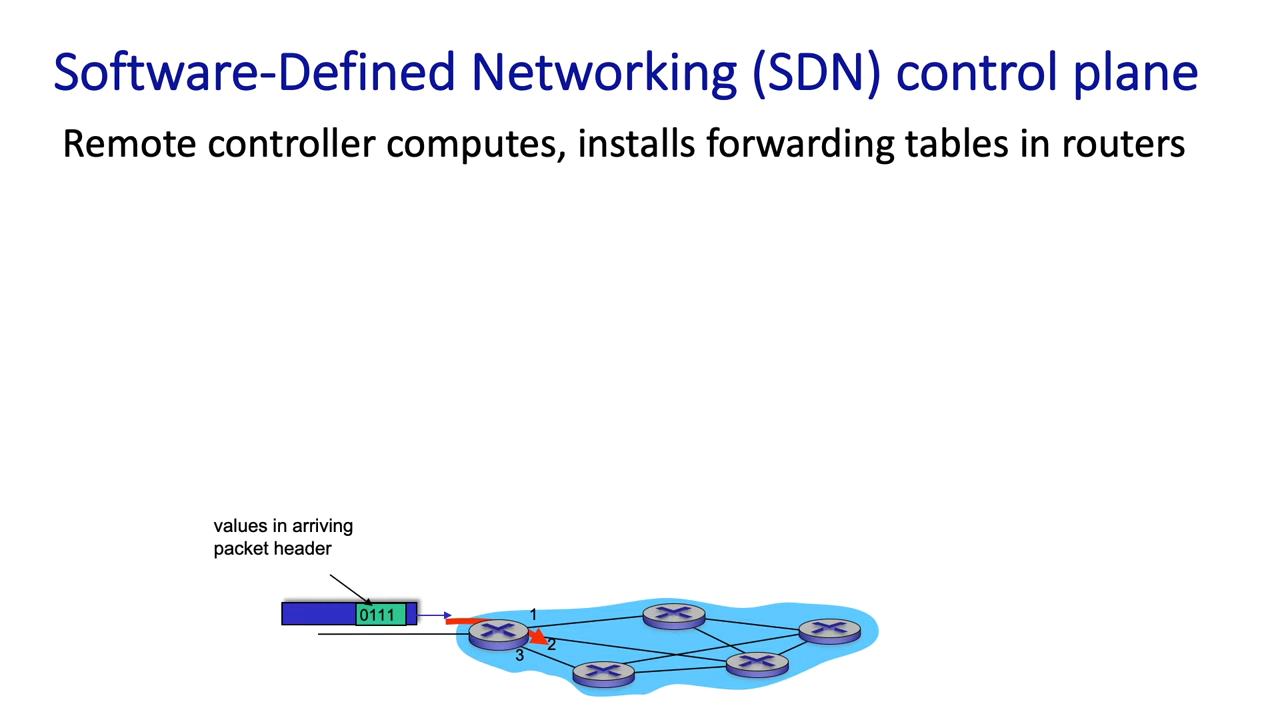 Software-Defined Networking (SDN) control plane
Remote controller computes, installs forwarding tables in routers
values in arriving
packet header
0111
1
2
3